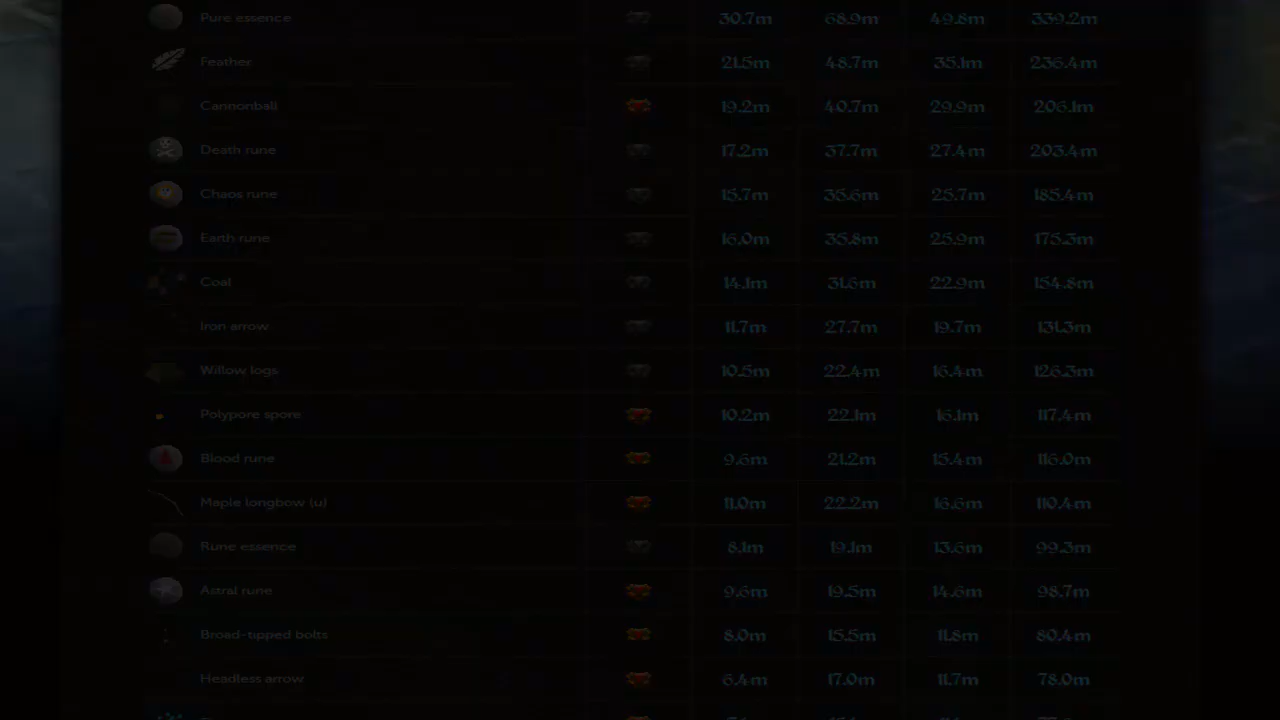 Pure essence 30.7m 68.9m 49.8m 339.2m
Feather 21.5m 48.7m 35.1m 236.4m
Cannonball 19.2m 40.7m 29.9m 206.1m
Death rune 17.2m 37.7m 27.4m 203.4m
Chaos rune 15.7m 35.6m 25.7m 185.4m
Earth rune 16.0m 35.8m 25.9m 175.3m
Coal 14.1m 31.6m 22.9m 154.8m
Iron arrow 11.7m 27.7m 19.7m 131.3m
Willow logs 10.5m 22.4m 16.4m 126.3m
Polypore spore 10.2m 22.1m 16.1m 117.4m
Blood rune 9.6m 21.2m 15.4m 116.0m
Maple longbow (u) 11.0m 22.2m 16.6m 110.4m
Rune essence 8.1m 19.1m 13.6m 99.3m
Astral rune 9.6m 19.5m 14.6m 98.7m
Broad-tipped bolts 8.0m 15.5m 11.8m 80.4m
Headless arrow 6.4m 17.0m 11.7m 78.0m